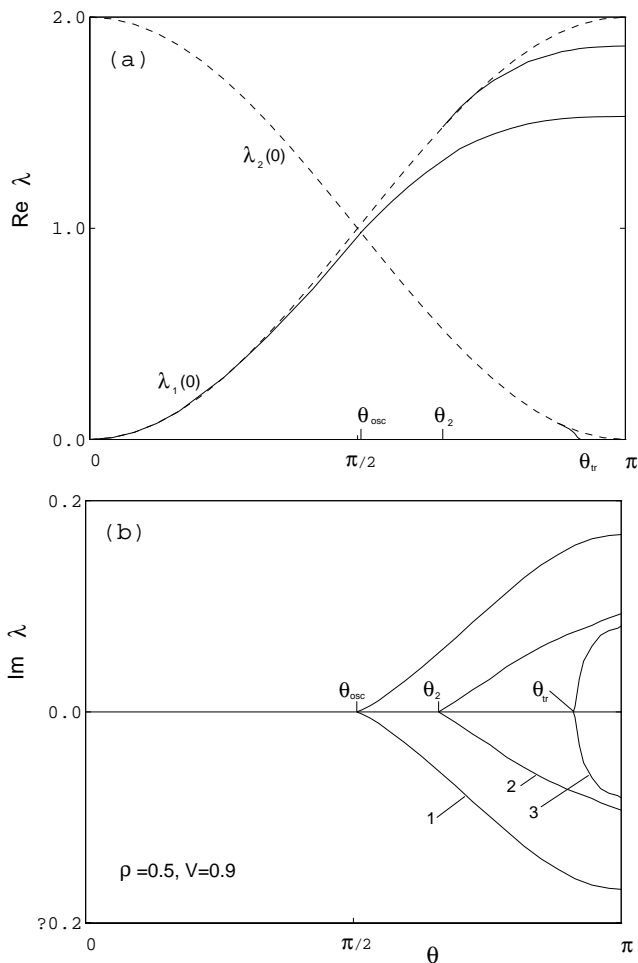 2.0
(a)
λ₂(0)
Re λ
1.0
λ₁(0)
θosc
θ₂
0.0
0
π/2
θtr
π
0.2
(b)
Im λ
θosc
θ₂
θtr
0.0
2
3
1
ρ =0.5, V=0.9
?0.2
0
π/2
θ
π